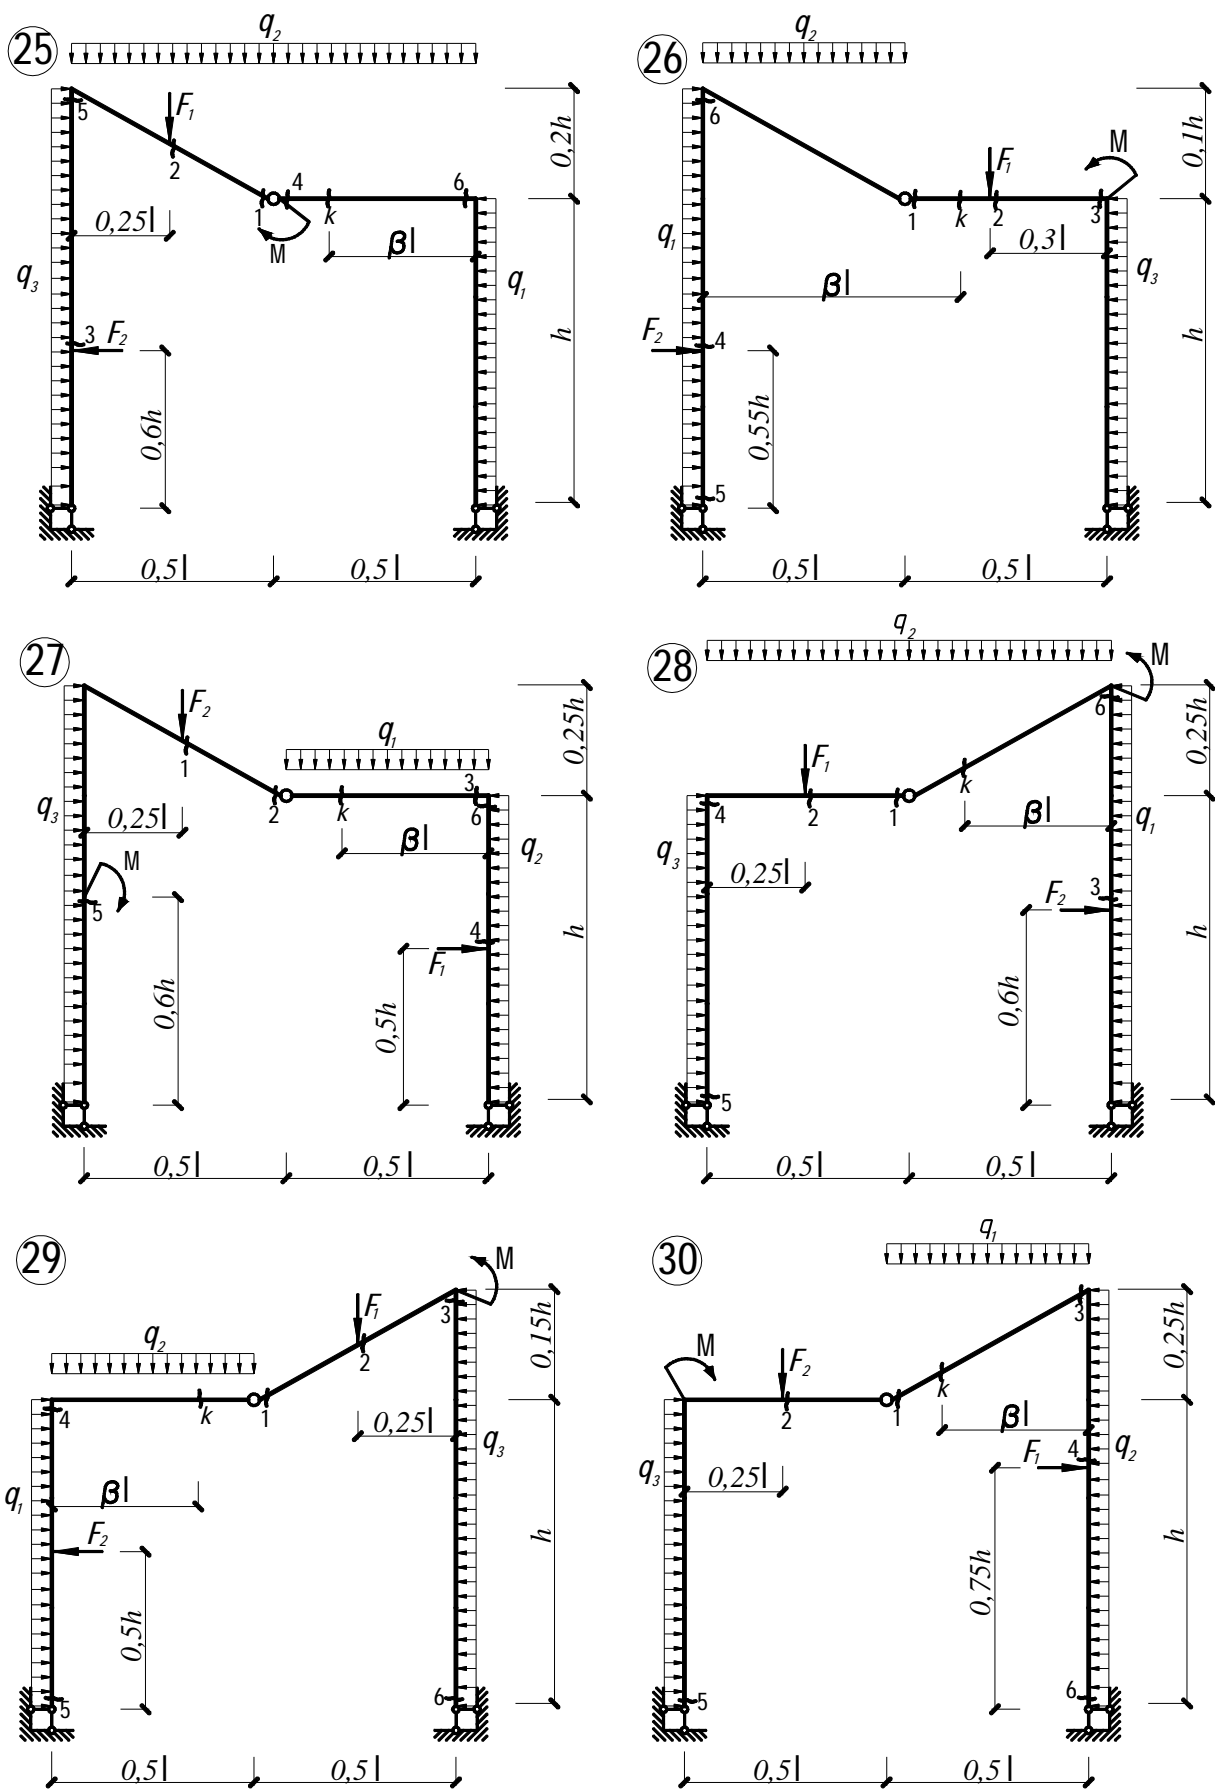 25
q₂
5
F₁
2
0,25l
1
4
k
6
M
βl
0,2h
q₃
q₁
3
F₂
0,6h
h
0,5l
0,5l
26
q₂
6
F₁
M
0,1h
1
k
2
3
q₁
0,3l
q₃
βl
F₂
4
0,55h
h
5
0,5l
0,5l
27
F₂
q₁
0,25h
1
2
k
3
6
q₃
0,25l
βl
q₂
M
5
4
F₁
0,6h
0,5h
h
0,5l
0,5l
28
q₂
M
6
F₁
0,25h
k
4
2
1
βl
q₁
q₃
0,25l
3
F₂
0,6h
h
5
0,5l
0,5l
29
M
F₁
3
q₂
2
0,15h
4
k
1
0,25l
q₃
q₁
βl
F₂
0,5h
h
5
6
0,5l
0,5l
30
q₁
3
0,25h
M
F₂
k
2
1
βl
q₃
0,25l
F₁
4
q₂
0,75h
h
5
6
0,5l
0,5l